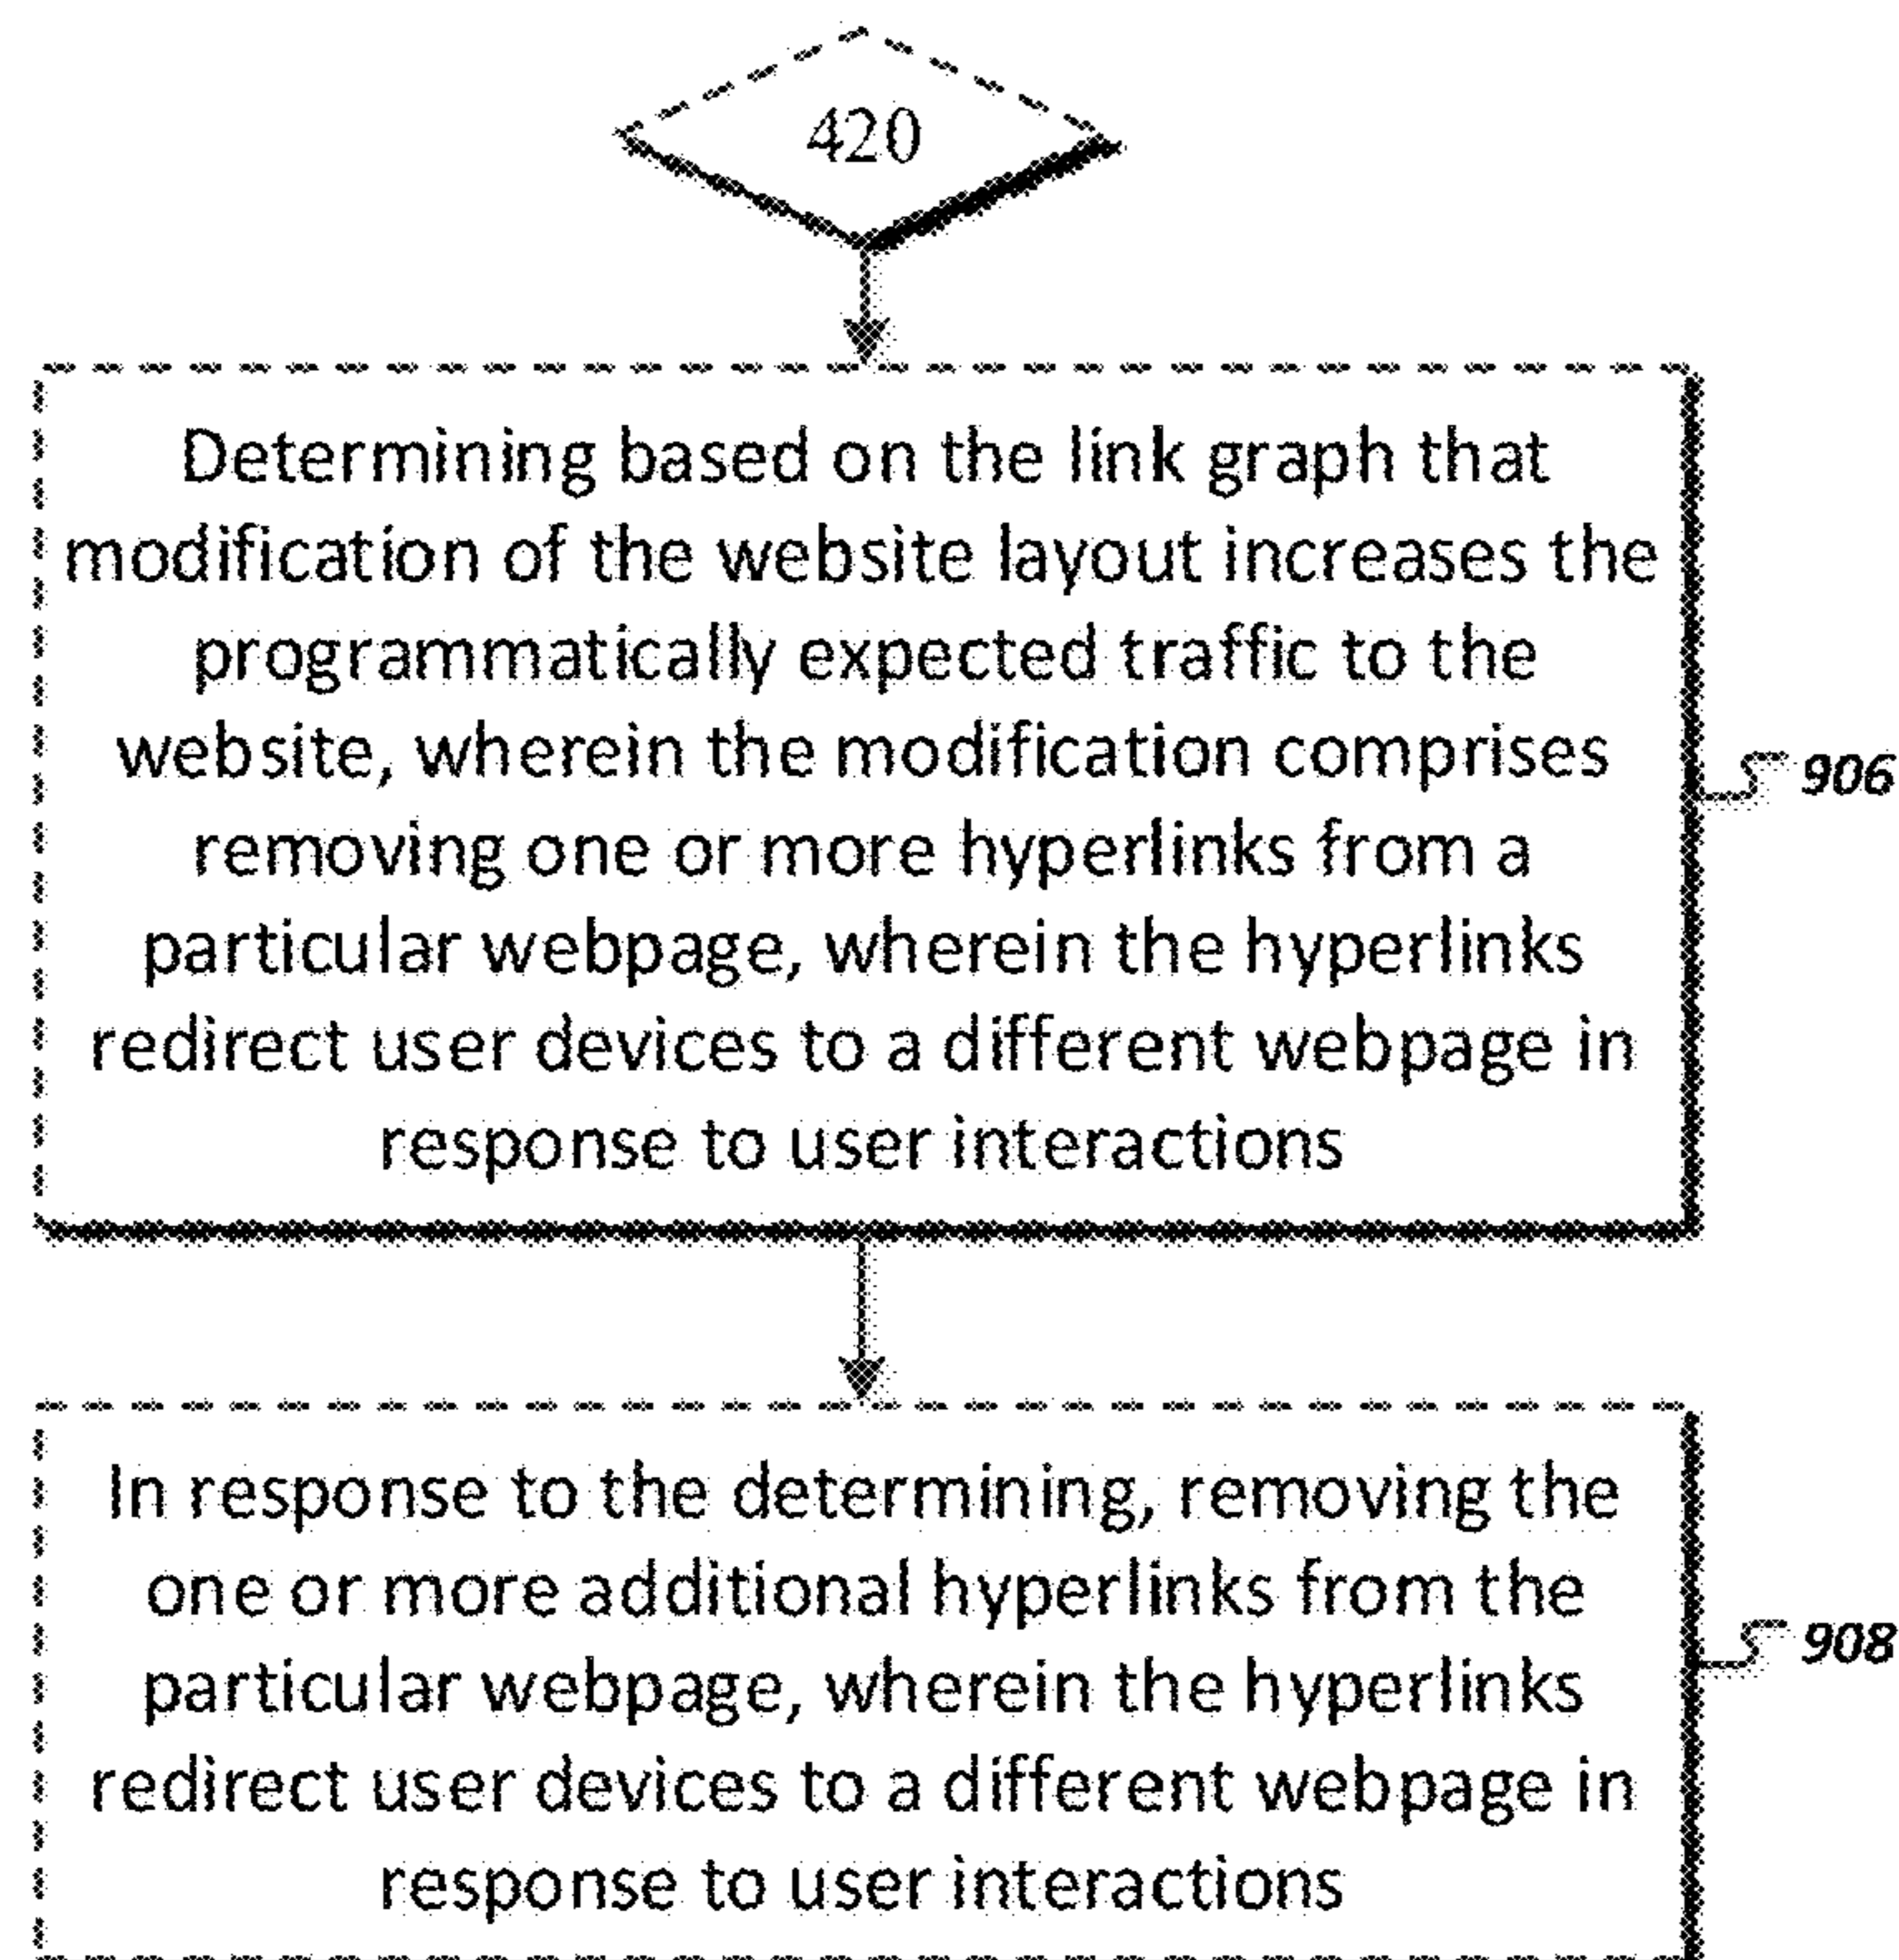 420
Determining based on the link graph that
modification of the website layout increases the
programmatically expected traffic to the
website, wherein the modification comprises
removing one or more hyperlinks from a
particular webpage, wherein the hyperlinks
redirect user devices to a different webpage in
response to user interactions
906
In response to the determining, removing the
one or more additional hyperlinks from the
particular webpage, wherein the hyperlinks
redirect user devices to a different webpage in
response to user interactions
908